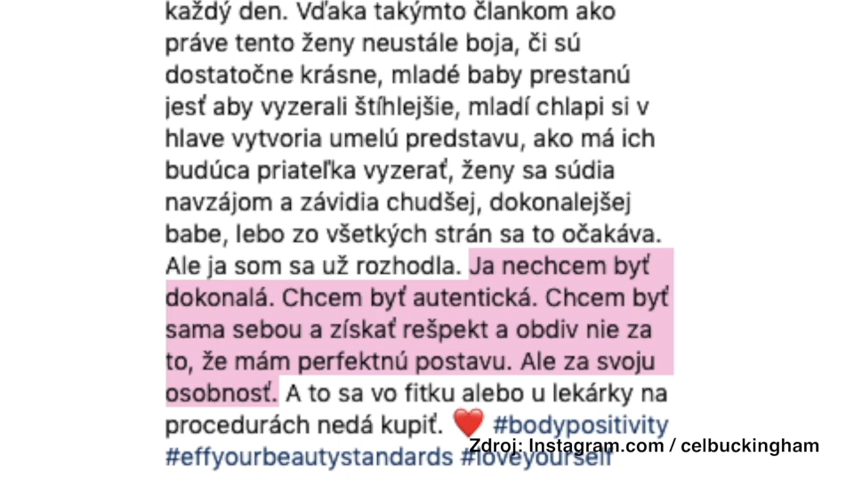 každý den. Vďaka takýmto člankom ako
práve tento ženy neustále boja, či sú
dostatočne krásne, mladé baby prestanú
jesť aby vyzerali štíhlejšie, mladí chlapi si v
hlave vytvoria umelú predstavu, ako má ich
budúca priateľka vyzerať, ženy sa súdia
navzájom a závidia chudšej, dokonalejšej
babe, lebo zo všetkých strán sa to očakáva.
Ale ja som sa už rozhodla. Ja nechcem byť
dokonalá. Chcem byť autentická. Chcem byť
sama sebou a získať rešpekt a obdiv nie za
to, že mám perfektnú postavu. Ale za svoju
osobnosť. A to sa vo fitku alebo u lekárky na
procedurách nedá kupiť. ❤️ #bodypositivity
Zdroj: Instagram.com / celbuckingham
#effyourbeautystandards #loveyourself